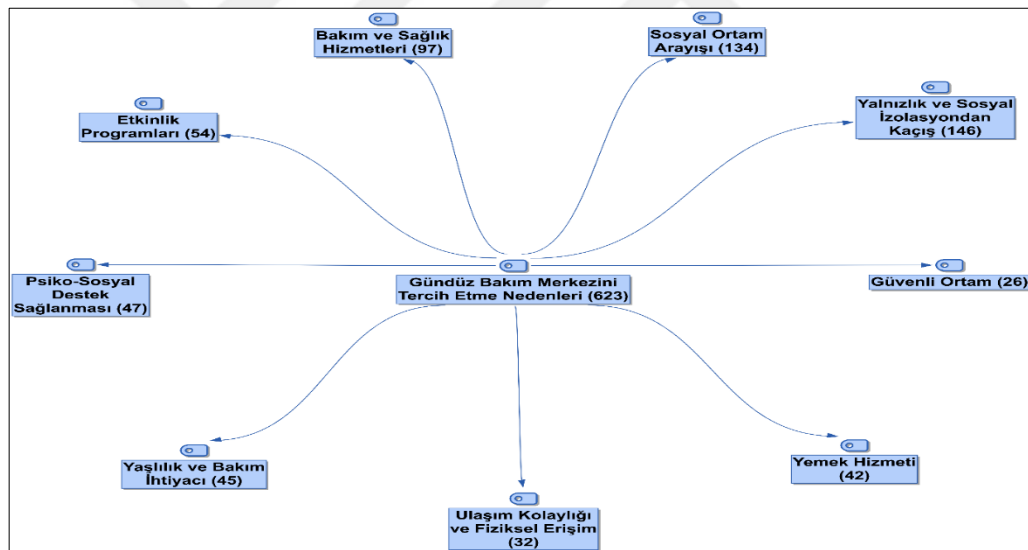 Bakım ve Sağlık
Hizmetleri (97)
Sosyal Ortam
Arayışı (134)
Etkinlik
Programları (54)
Yalnızlık ve Sosyal
İzolasyondan
Kaçış (146)
Psiko-Sosyal
Destek
Sağlanması (47)
Gündüz Bakım Merkezini
Tercih Etme Nedenleri (623)
Güvenli Ortam (26)
Yaşlılık ve Bakım
İhtiyacı (45)
Ulaşım Kolaylığı
ve Fiziksel Erişim
(32)
Yemek Hizmeti
(42)